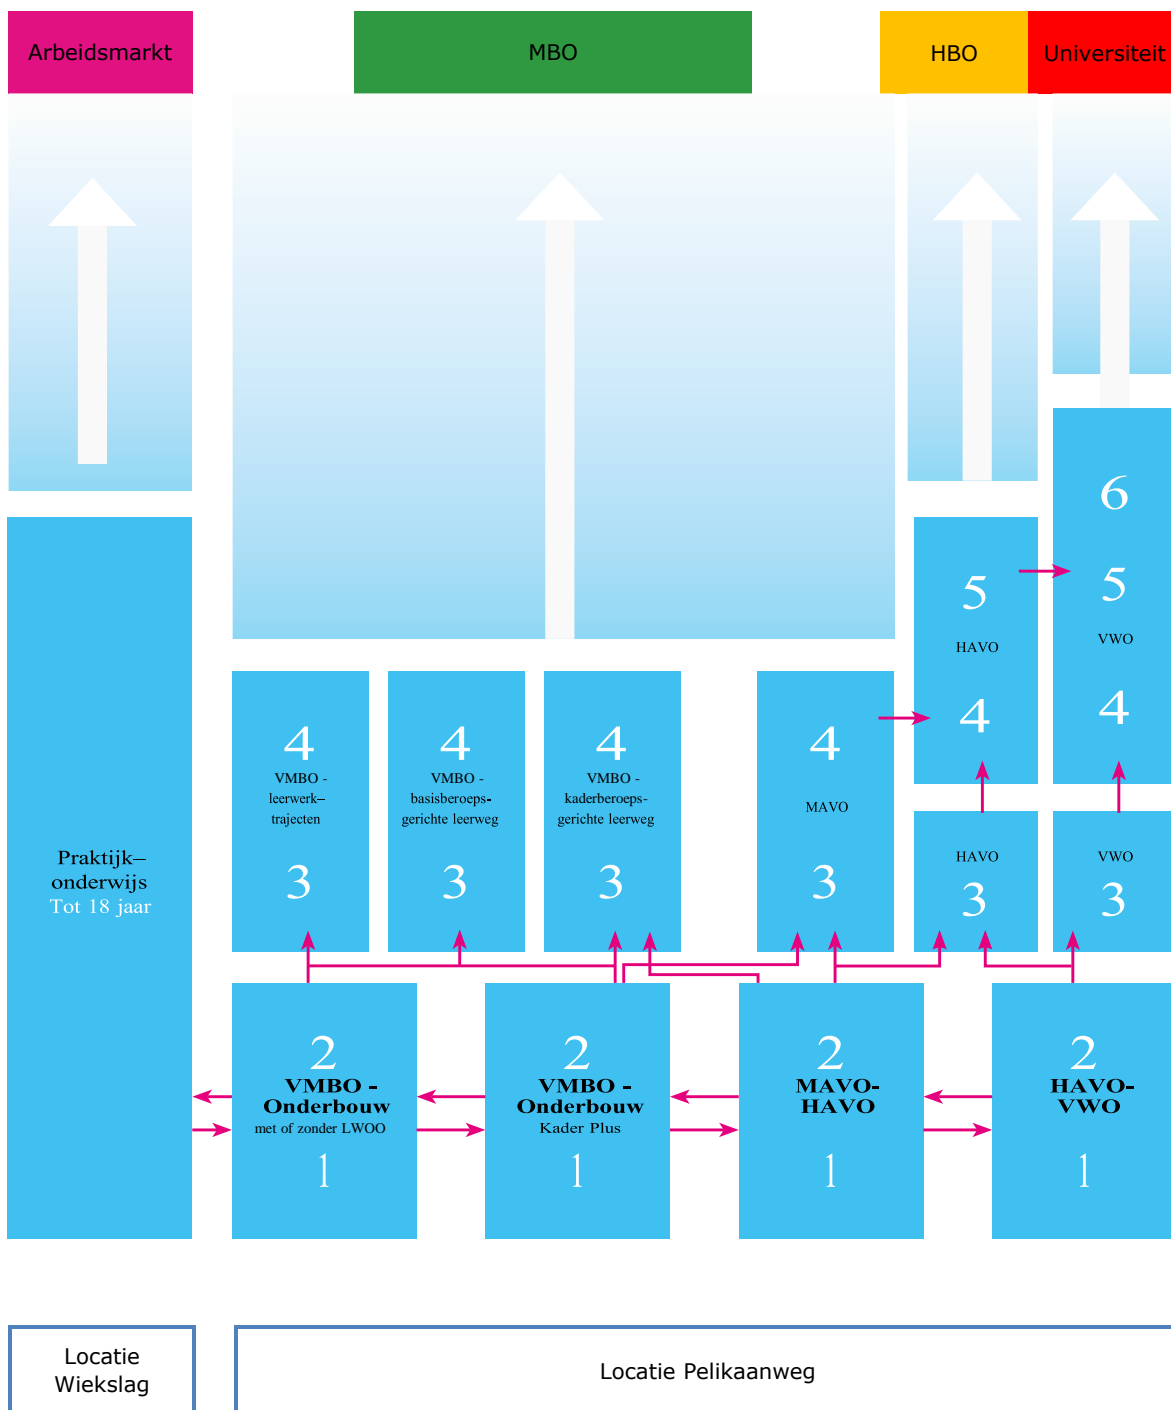 Arbeidsmarkt
MBO
HBO
Universiteit
6
5
VWO
4
5
HAVO
4
4
VMBO -
leerwerk–
trajecten
3
4
VMBO -
basisberoeps-
gerichte leerweg
3
4
VMBO -
kaderberoeps-
gerichte leerweg
3
4
MAVO
3
HAVO
3
VWO
3
Praktijk–
onderwijs
Tot 18 jaar
2
VMBO -
Onderbouw
met of zonder LWOO
1
2
VMBO -
Onderbouw
Kader Plus
1
2
MAVO-
HAVO
1
2
HAVO-
VWO
1
Locatie
Wiekslag
Locatie Pelikaanweg